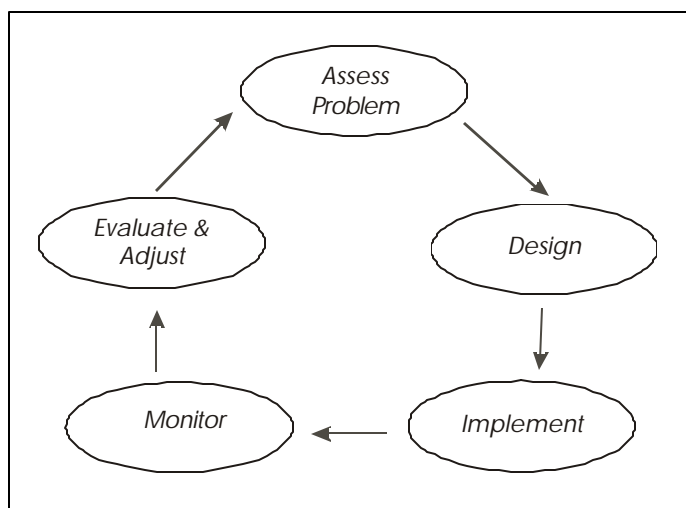 Assess
Problem
Design
Implement
Monitor
Evaluate &
Adjust